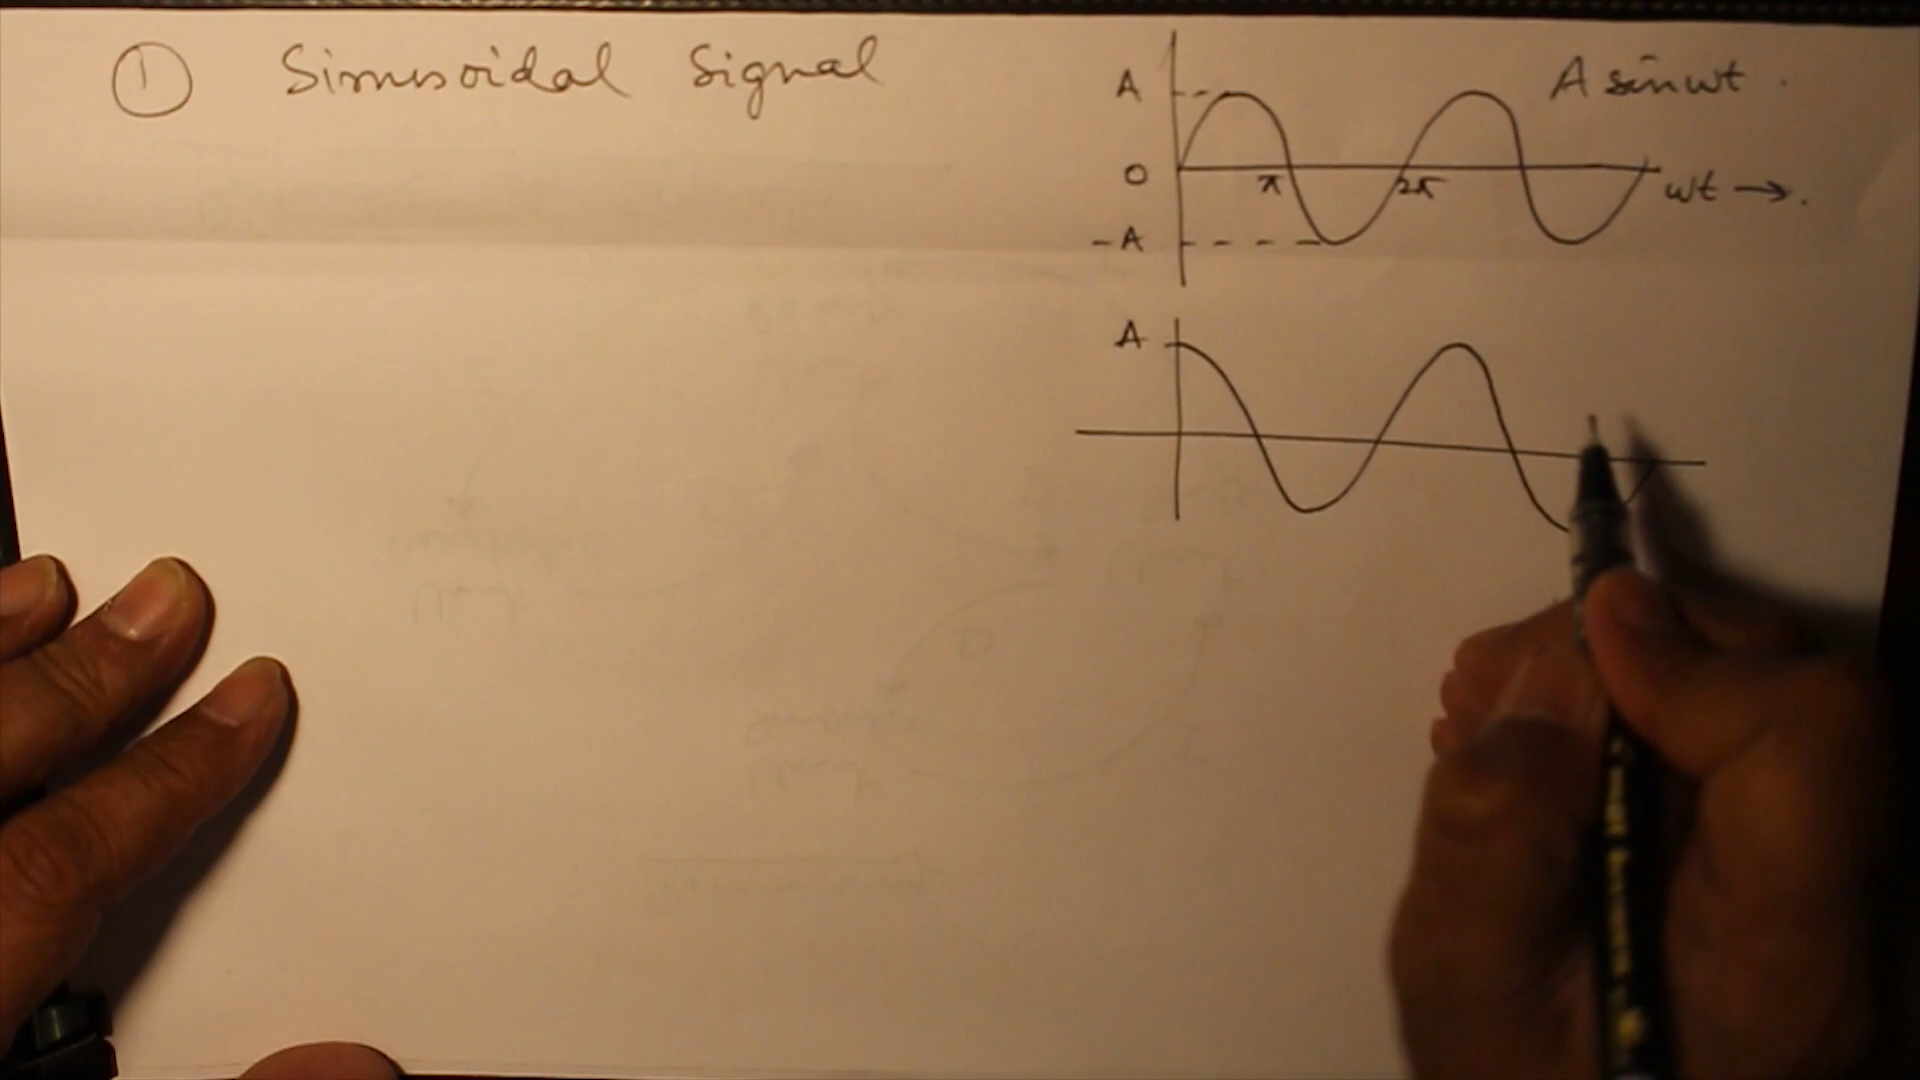 ① Sinusoidal Signal
A
A sinωt .
0
π
2π
ωt → .
-A
A